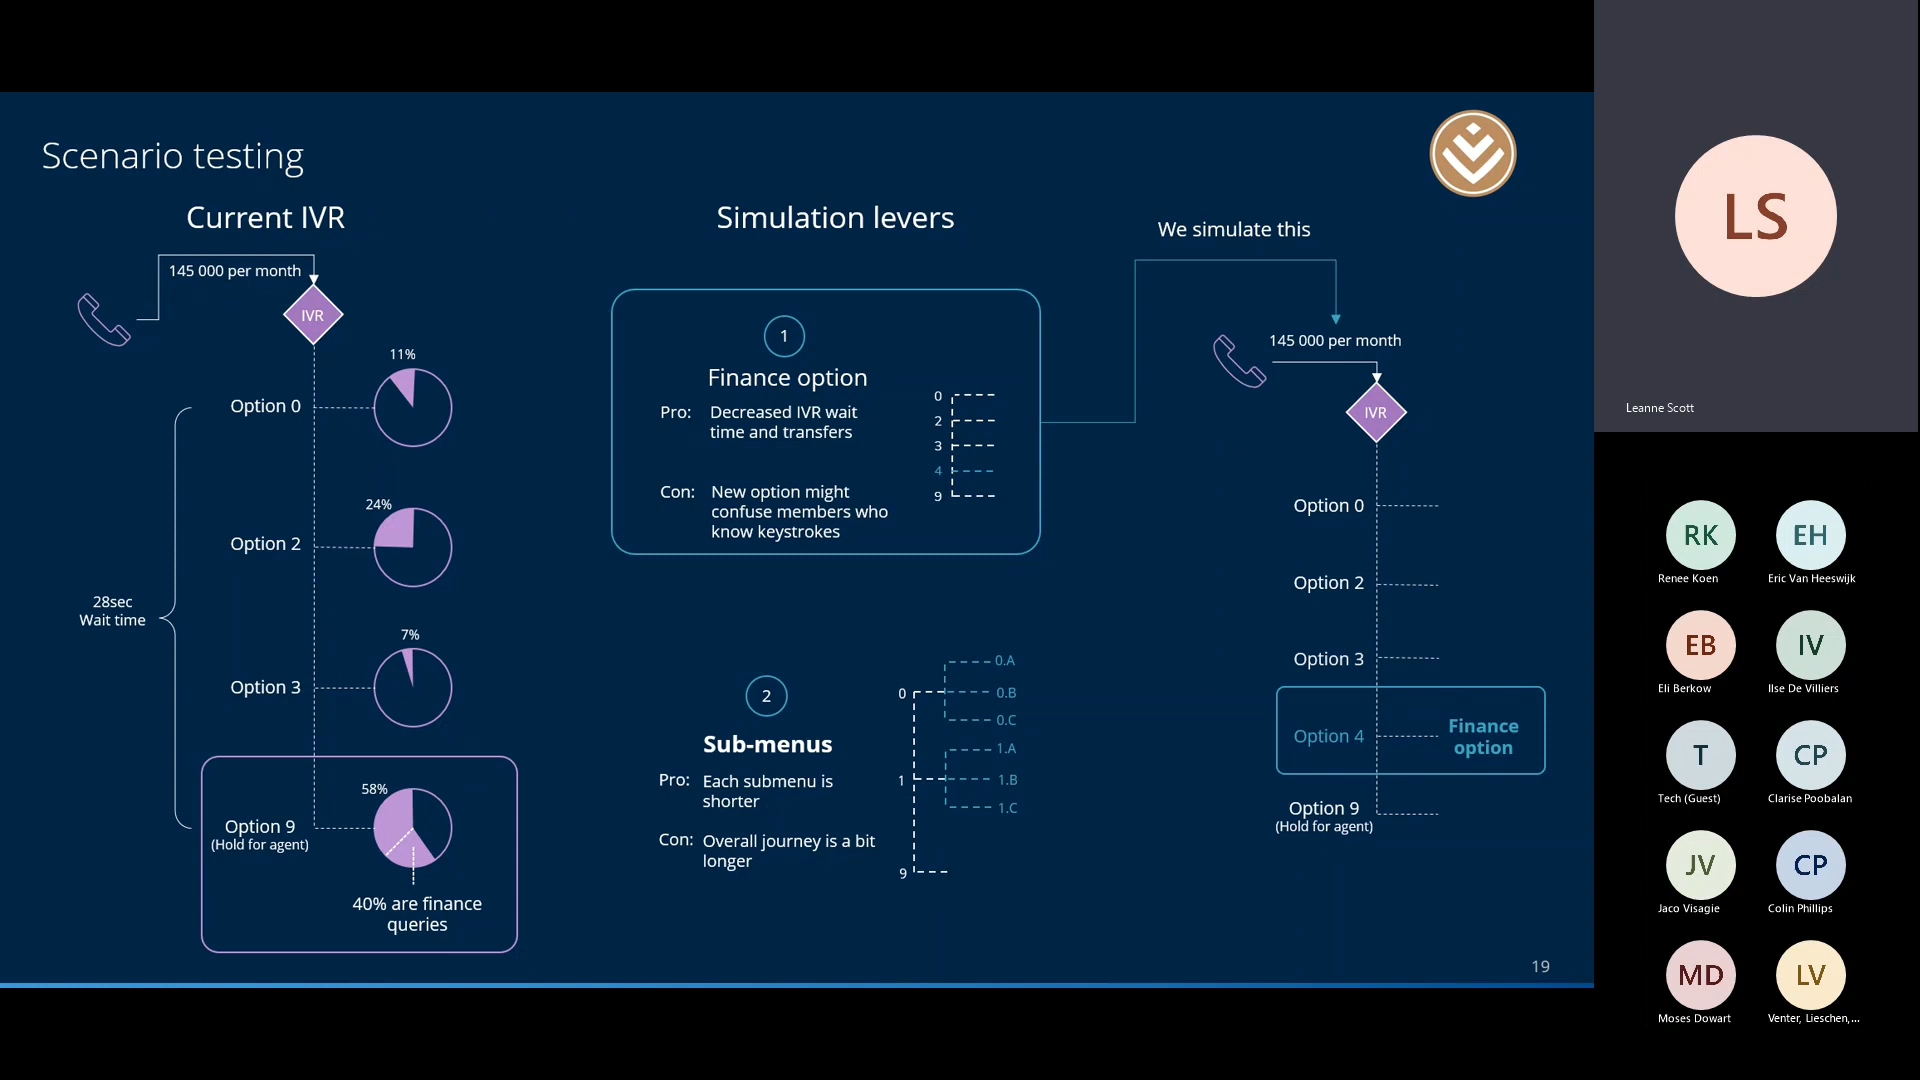 Scenario testing
Current IVR
145 000 per month
IVR
11%
Option 0
24%
Option 2
28sec
Wait time
7%
Option 3
58%
Option 9
(Hold for agent)
40% are finance
queries
Simulation levers
1
Finance option
Pro: Decreased IVR wait
time and transfers
Con: New option might
confuse members who
know keystrokes
0
2
3
4
9
2
Sub-menus
Pro: Each submenu is
shorter
Con: Overall journey is a bit
longer
0
0.A
0.B
0.C
1
1.A
1.B
1.C
9
We simulate this
145 000 per month
IVR
Option 0
Option 2
Option 3
Option 4
Finance
option
Option 9
(Hold for agent)
19
LS
Leanne Scott
RK
Renee Koen
EH
Eric Van Heeswijk
EB
Eli Berkow
IV
Ilse De Villiers
T
Tech (Guest)
CP
Clarise Poobalan
JV
Jaco Visagie
CP
Colin Phillips
MD
Moses Dowart
LV
Venter, Lieschen,...